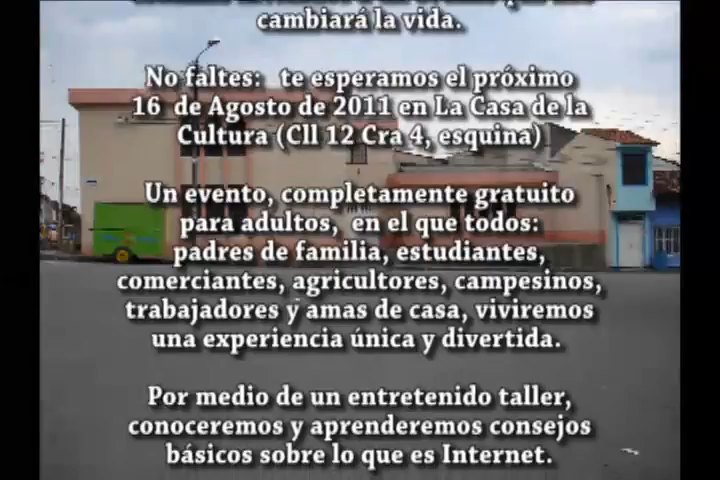 cambiará la vida.
No faltes: te esperamos el próximo
16 de Agosto de 2011 en La Casa de la
Cultura (Cll 12 Cra 4, esquina)
Un evento, completamente gratuito
para adultos, en el que todos:
padres de familia, estudiantes,
comerciantes, agricultores, campesinos,
trabajadores y amas de casa, viviremos
una experiencia única y divertida.
Por medio de un entretenido taller,
conoceremos y aprenderemos consejos
básicos sobre lo que es Internet.